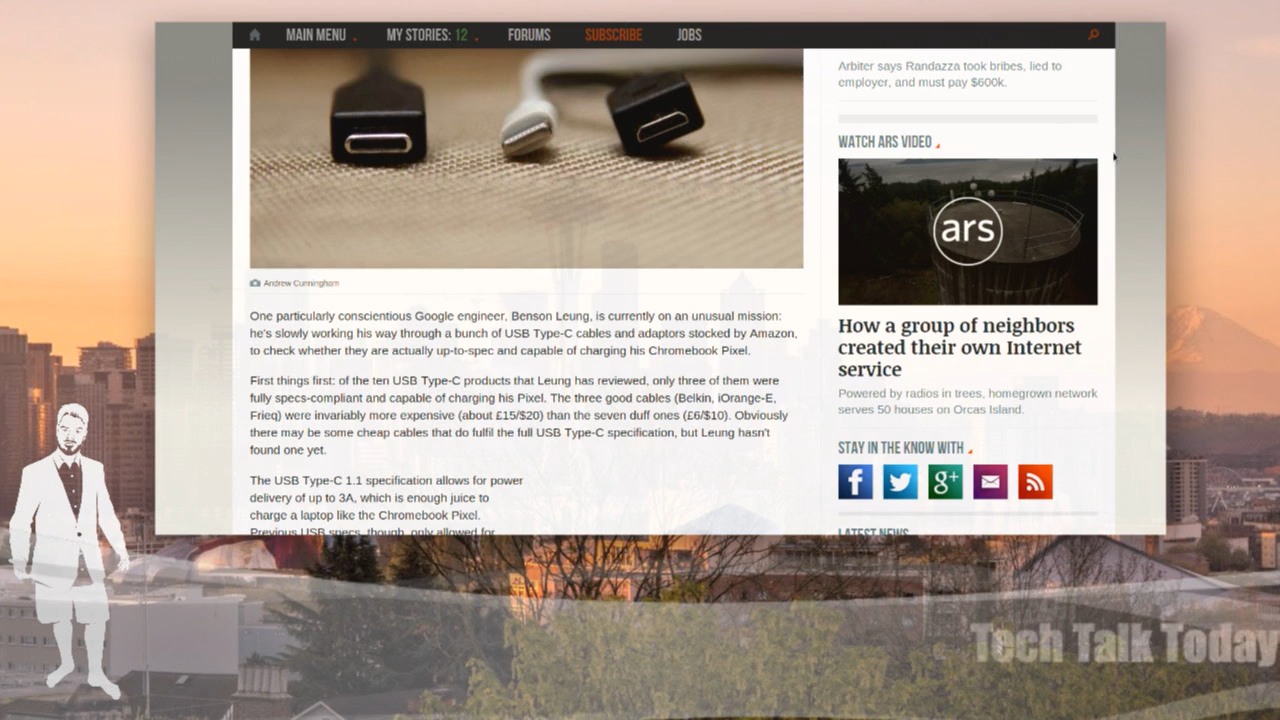 MAIN MENU
MY STORIES: 12
FORUMS
SUBSCRIBE
JOBS
Andrew Cunningham
One particularly conscientious Google engineer, Benson Leung, is currently on an unusual mission:
he's slowly working his way through a bunch of USB Type-C cables and adaptors stocked by Amazon,
to check whether they are actually up-to-spec and capable of charging his Chromebook Pixel.
First things first: of the ten USB Type-C products that Leung has reviewed, only three of them were
fully specs-compliant and capable of charging his Pixel. The three good cables (Belkin, iOrange-E,
Frieq) were invariably more expensive (about £15/$20) than the seven duff ones (£6/$10). Obviously
there may be some cheap cables that do fulfil the full USB Type-C specification, but Leung hasn't
found one yet.
The USB Type-C 1.1 specification allows for power
delivery of up to 3A, which is enough juice to
charge a laptop like the Chromebook Pixel.
Previous USB specs, though, only allowed for
Arbiter says Randazza took bribes, lied to
employer, and must pay $600k.
WATCH ARS VIDEO
ars
How a group of neighbors
created their own Internet
service
Powered by radios in trees, homegrown network
serves 50 houses on Orcas Island.
STAY IN THE KNOW WITH
f
g+
LATEST NEWS
Tech Talk Today